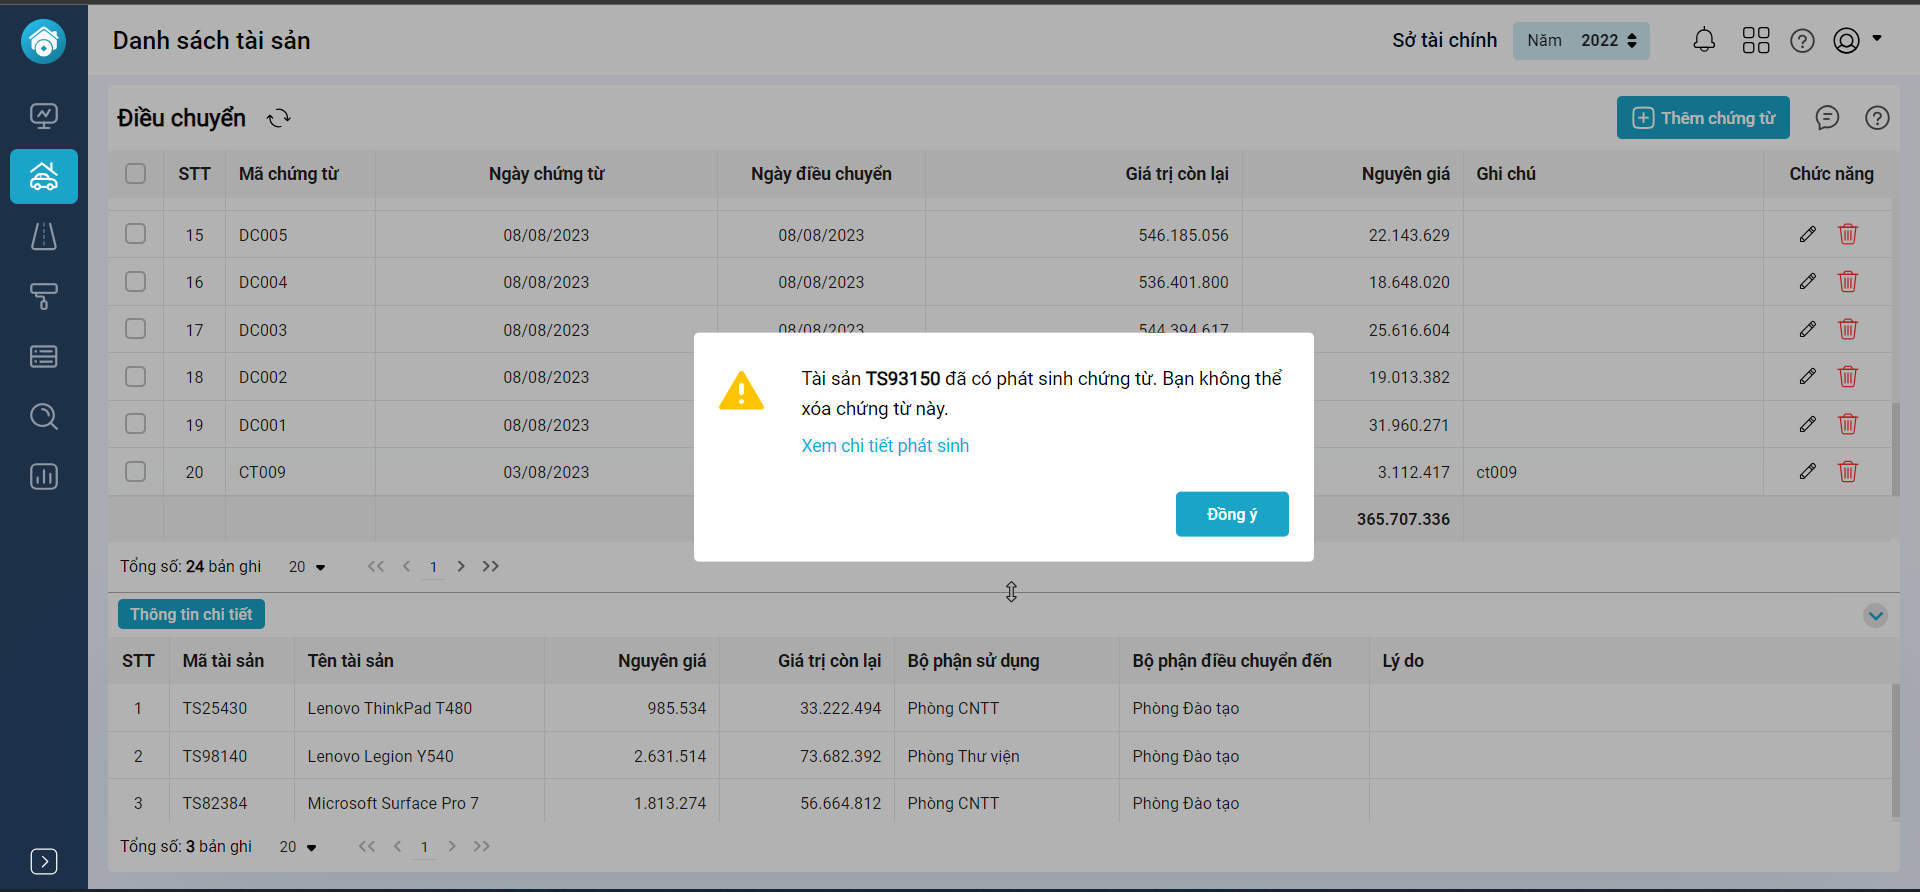 Danh sách tài sản
Sở tài chính
Năm 2022
Điều chuyển
Thêm chứng từ
STT Mã chứng từ Ngày chứng từ Ngày điều chuyển Giá trị còn lại Nguyên giá Ghi chú Chức năng
15 DC005 08/08/2023 08/08/2023 546.185.056 22.143.629
16 DC004 08/08/2023 08/08/2023 536.401.800 18.648.020
17 DC003 08/08/2023 08/08/2023 544.394.617 25.616.604
18 DC002 08/08/2023 19.013.382
19 DC001 08/08/2023 31.960.271
20 CT009 03/08/2023 3.112.417 ct009
365.707.336
Tài sản TS93150 đã có phát sinh chứng từ. Bạn không thể
xóa chứng từ này.
Xem chi tiết phát sinh
Đồng ý
Tổng số: 24 bản ghi 20 1
Thông tin chi tiết
STT Mã tài sản Tên tài sản Nguyên giá Giá trị còn lại Bộ phận sử dụng Bộ phận điều chuyển đến Lý do
1 TS25430 Lenovo ThinkPad T480 985.534 33.222.494 Phòng CNTT Phòng Đào tạo
2 TS98140 Lenovo Legion Y540 2.631.514 73.682.392 Phòng Thư viện Phòng Đào tạo
3 TS82384 Microsoft Surface Pro 7 1.813.274 56.664.812 Phòng CNTT Phòng Đào tạo
Tổng số: 3 bản ghi 20 1